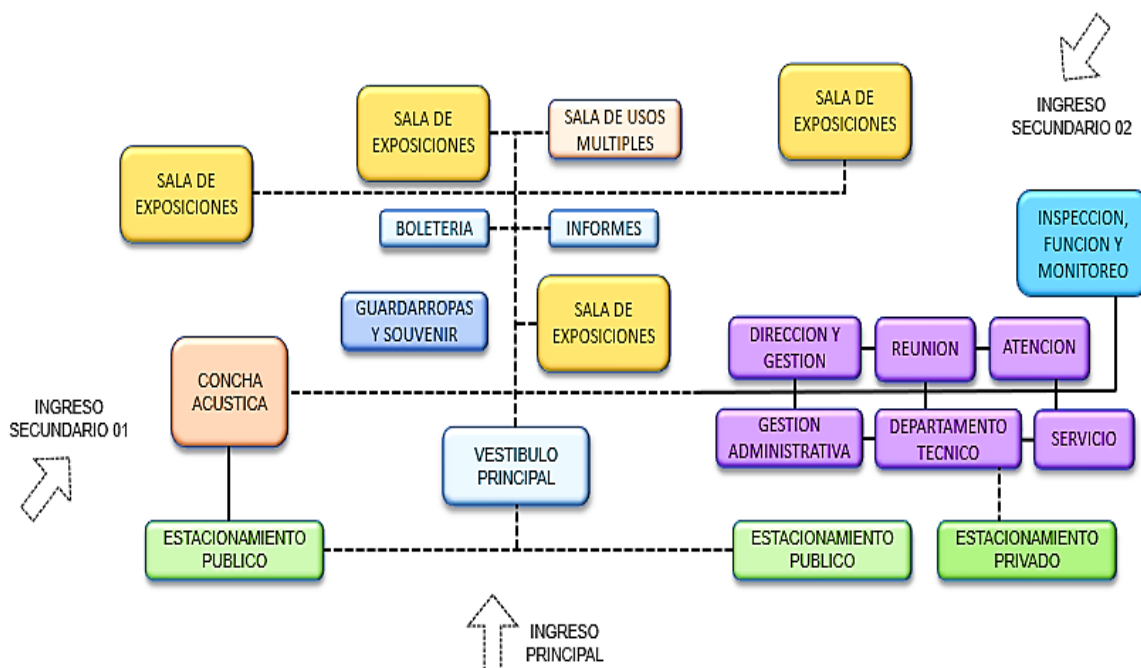 INGRESO
SECUNDARIO 02
SALA DE
EXPOSICIONES
SALA DE
EXPOSICIONES
SALA DE USOS
MULTIPLES
SALA DE
EXPOSICIONES
BOLETERIA
INFORMES
INSPECCION,
FUNCION Y
MONITOREO
GUARDARROPAS
Y SOUVENIR
SALA DE
EXPOSICIONES
DIRECCION Y
GESTION
REUNION
ATENCION
CONCHA
ACUSTICA
INGRESO
SECUNDARIO 01
VESTIBULO
PRINCIPAL
GESTION
ADMINISTRATIVA
DEPARTAMENTO
TECNICO
SERVICIO
ESTACIONAMIENTO
PUBLICO
ESTACIONAMIENTO
PUBLICO
ESTACIONAMIENTO
PRIVADO
INGRESO
PRINCIPAL